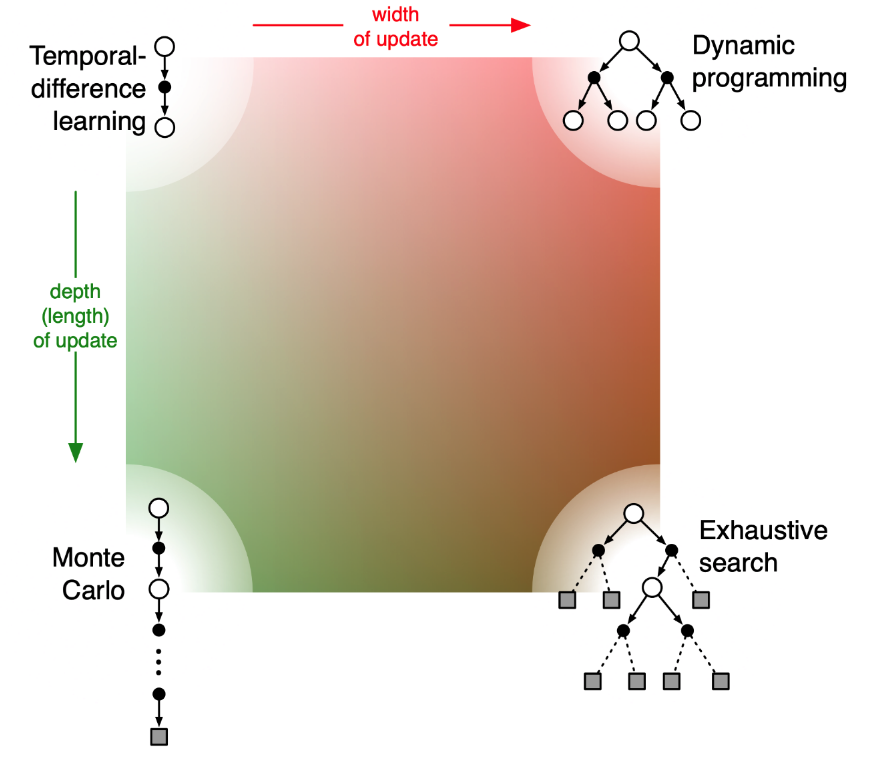 width
of update
Temporal-
difference
learning
Dynamic
programming
depth
(length)
of update
Monte
Carlo
Exhaustive
search